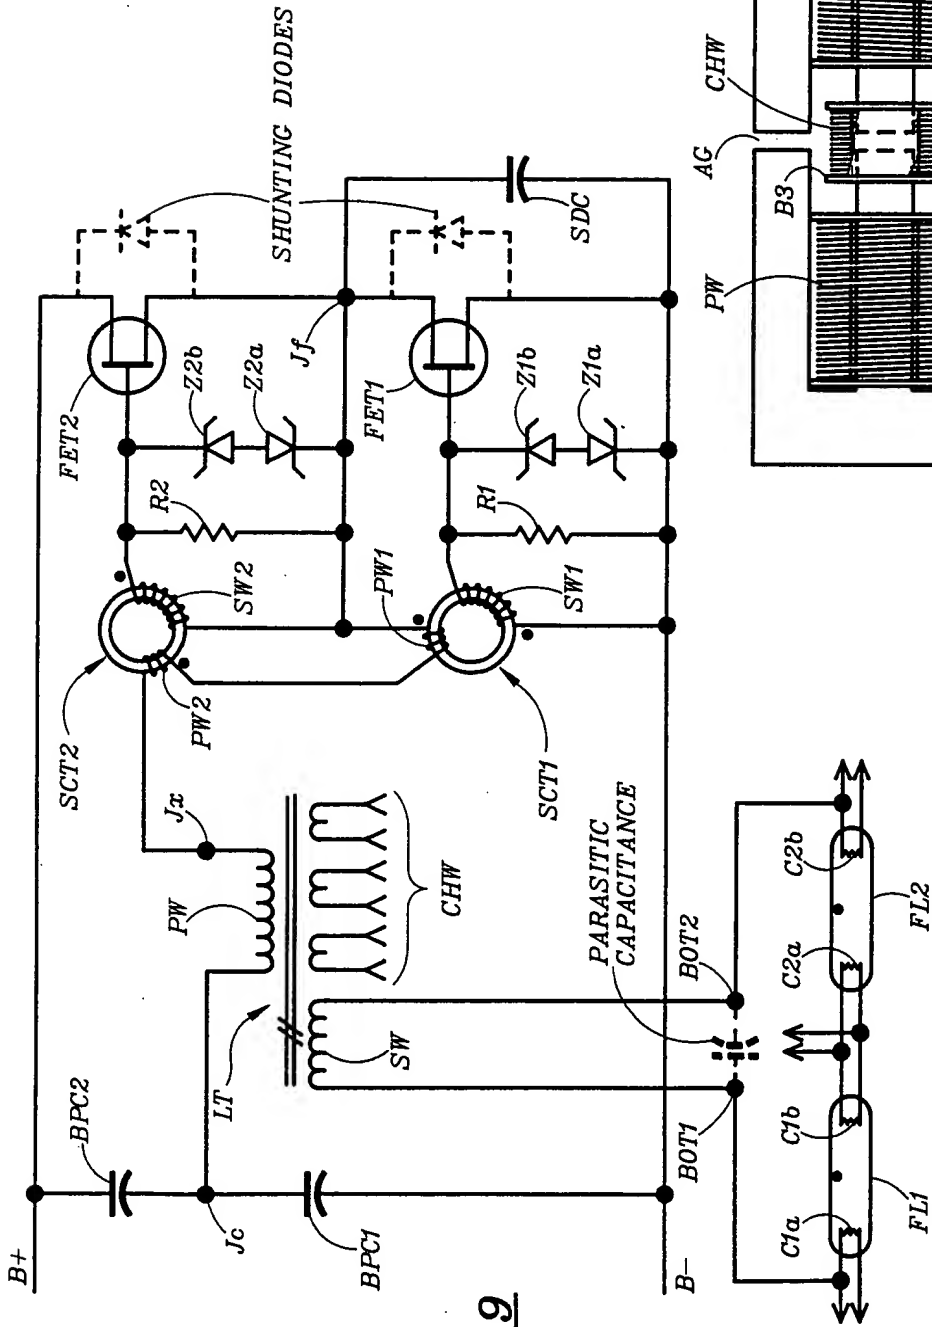 SHUNTING DIODES
FET2
Z2b
Z2a
R2
SCT2
SW2
PW2
Jf
FET1
Z1b
Z1a
R1
PW1
SW1
SCT1
SDC
B+
BPC2
Jc
BPC1
B-
LT
PW
Jx
SW
CHW
PARASITIC
CAPACITANCE
BOT1
BOT2
C1a
C1b
FL1
C2a
C2b
FL2
9
PW
B3
AG
CHW